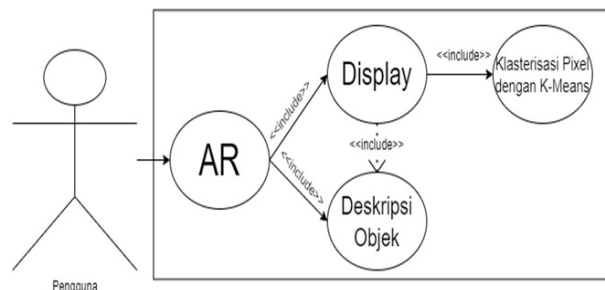 Pengguna
AR
<<include>>
<<include>>
Display
<<include>>
Klasterisasi Pixel
dengan K-Means
<<include>>
Deskripsi
Objek